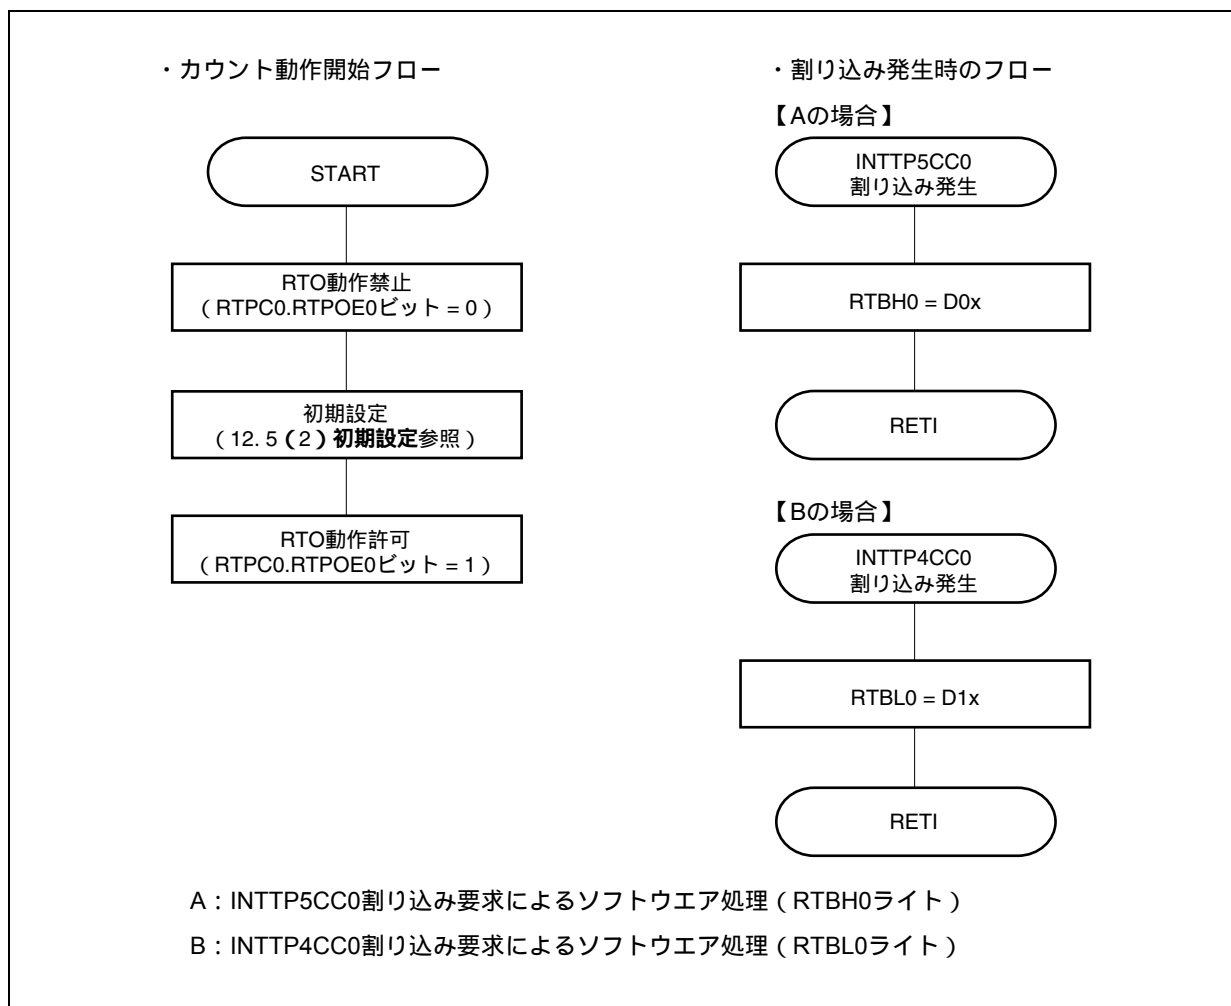 ・カウント動作開始フロー
START
RTO動作禁止
（RTPC0.RTPOE0ビット = 0）
初期設定
（12. 5（2）初期設定参照）
RTO動作許可
（RTPC0.RTPOE0ビット = 1）
・割り込み発生時のフロー
【Aの場合】
INTTP5CC0
割り込み発生
RTBH0 = D0x
RETI
【Bの場合】
INTTP4CC0
割り込み発生
RTBL0 = D1x
RETI
A：INTTP5CC0割り込み要求によるソフトウエア処理（RTBH0ライト）
B：INTTP4CC0割り込み要求によるソフトウエア処理（RTBL0ライト）